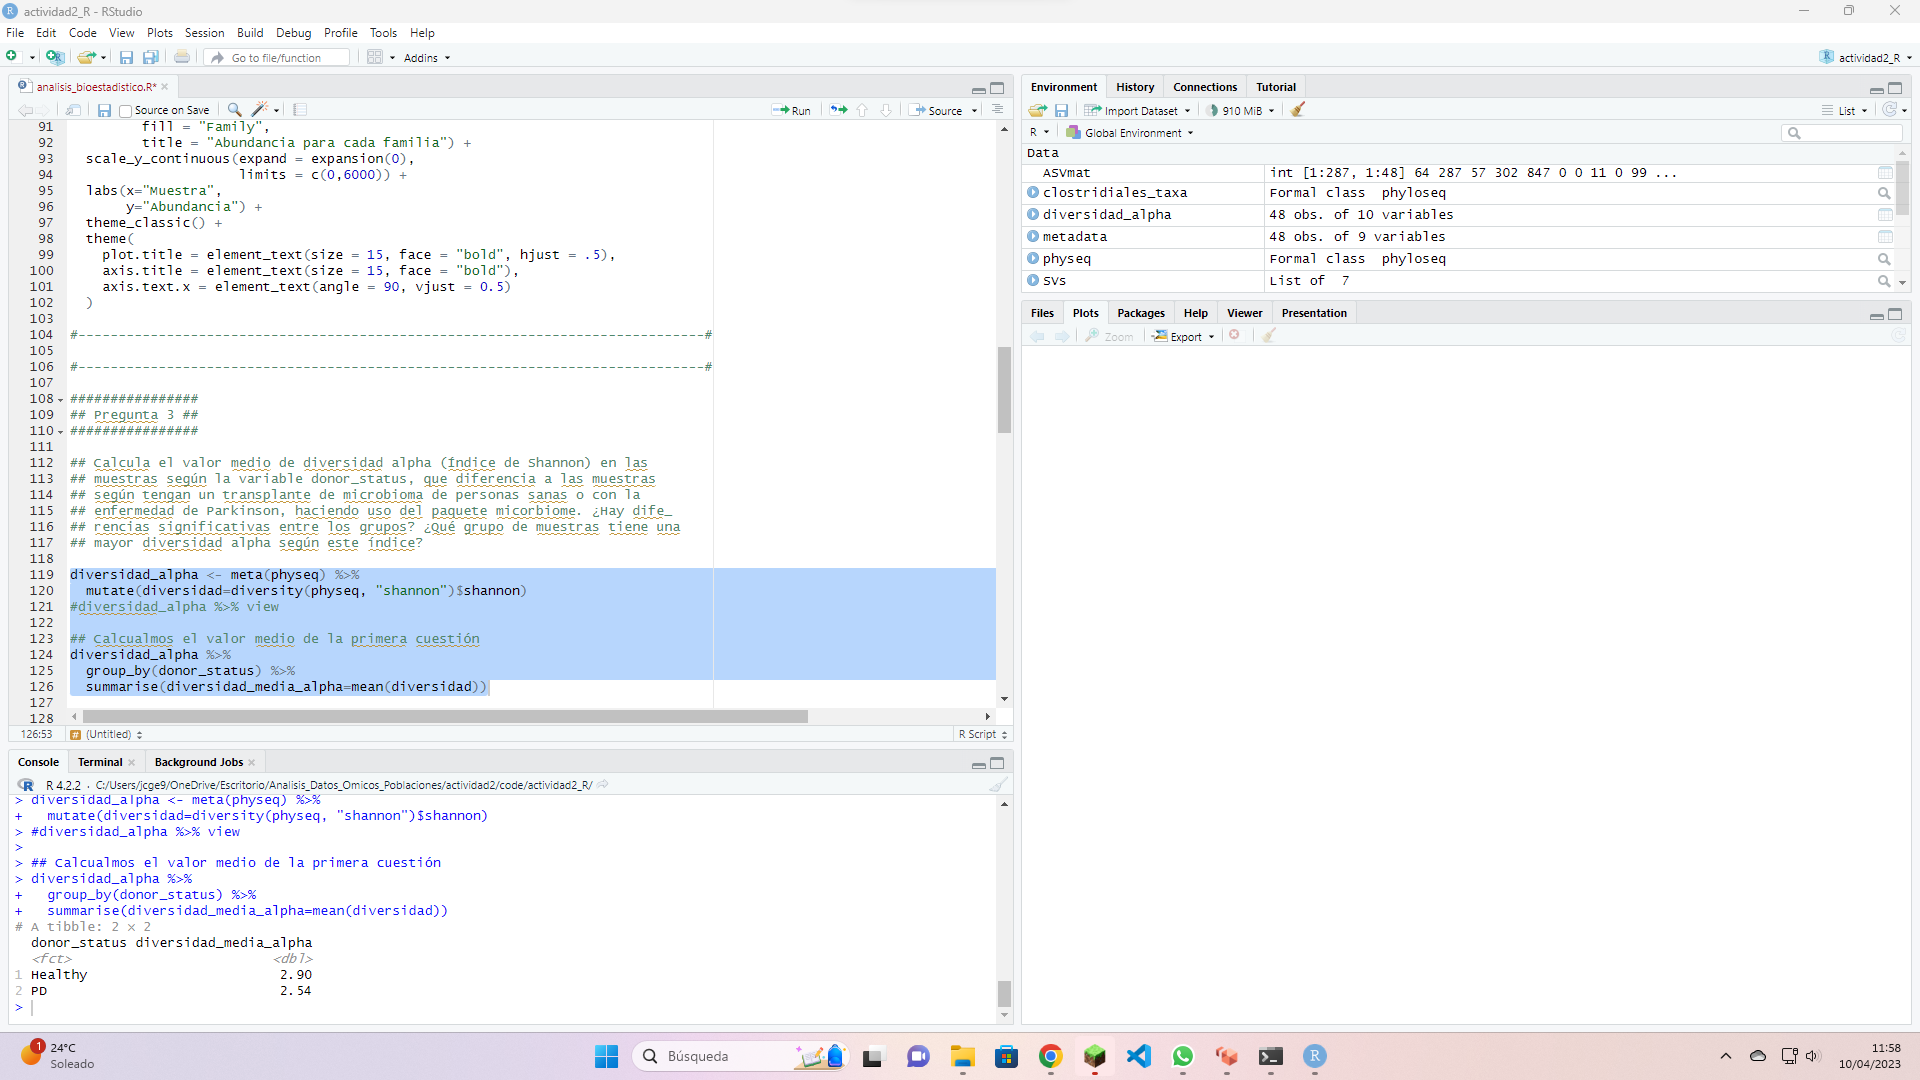 actividad2_R - RStudio
File Edit Code View Plots Session Build Debug Profile Tools Help
Go to file/function Addins
actividad2_R
analisis_bioestadistico.R*
Source on Save Run Source
91 fill = "Family",
92 title = "Abundancia para cada familia") +
93 scale_y_continuous(expand = expansion(0),
94 limits = c(0,6000)) +
95 labs(x="Muestra",
96 y="Abundancia") +
97 theme_classic() +
98 theme(
99 plot.title = element_text(size = 15, face = "bold", hjust = .5),
100 axis.title = element_text(size = 15, face = "bold"),
101 axis.text.x = element_text(angle = 90, vjust = 0.5)
102 )
103
104 #------------------------------------------------------------------------------#
105
106 #------------------------------------------------------------------------------#
107
108 ################
109 ## Pregunta 3 ##
110 ################
111
112 ## Calcula el valor medio de diversidad alpha (Índice de Shannon) en las
113 ## muestras según la variable donor_status, que diferencia a las muestras
114 ## según tengan un transplante de microbioma de personas sanas o con la
115 ## enfermedad de Parkinson, haciendo uso del paquete micorbiome. ¿Hay dife_
116 ## rencias significativas entre los grupos? ¿Qué grupo de muestras tiene una
117 ## mayor diversidad alpha según este índice?
118
119 diversidad_alpha <- meta(physeq) %>%
120 mutate(diversidad=diversity(physeq, "shannon")$shannon)
121 #diversidad_alpha %>% view
122
123 ## Calcualmos el valor medio de la primera cuestión
124 diversidad_alpha %>%
125 group_by(donor_status) %>%
126 summarise(diversidad_media_alpha=mean(diversidad))
127
128
126:53 # (Untitled) R Script
Console Terminal Background Jobs
R 4.2.2 · C:/Users/jcge9/OneDrive/Escritorio/Analisis_Datos_Omicos_Poblaciones/actividad2/code/actividad2_R/
> diversidad_alpha <- meta(physeq) %>%
+ mutate(diversidad=diversity(physeq, "shannon")$shannon)
> #diversidad_alpha %>% view
>
> ## Calcualmos el valor medio de la primera cuestión
> diversidad_alpha %>%
+ group_by(donor_status) %>%
+ summarise(diversidad_media_alpha=mean(diversidad))
# A tibble: 2 × 2
donor_status diversidad_media_alpha
<fct> <dbl>
1 Healthy 2.90
2 PD 2.54
>
Environment History Connections Tutorial
Import Dataset 910 MiB List
R Global Environment
Data
ASVmat int [1:287, 1:48] 64 287 57 302 847 0 0 11 0 99 ...
clostridiales_taxa Formal class phyloseq
diversidad_alpha 48 obs. of 10 variables
metadata 48 obs. of 9 variables
physeq Formal class phyloseq
SVs List of 7
Files Plots Packages Help Viewer Presentation
Zoom Export
1 24°C
Soleado
Búsqueda
11:58
10/04/2023